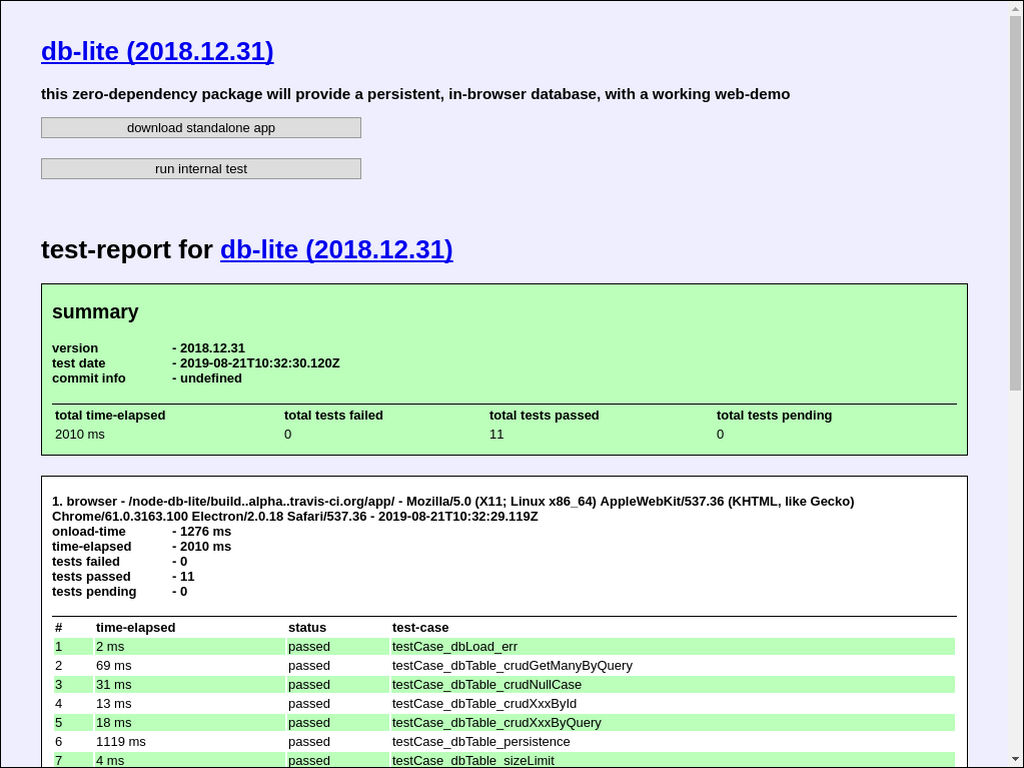 db-lite (2018.12.31)
this zero-dependency package will provide a persistent, in-browser database, with a working web-demo
download standalone app
run internal test
test-report for db-lite (2018.12.31)
summary
version - 2018.12.31
test date - 2019-08-21T10:32:30.120Z
commit info - undefined
total time-elapsed total tests failed total tests passed total tests pending
2010 ms 0 11 0
1. browser - /node-db-lite/build..alpha..travis-ci.org/app/ - Mozilla/5.0 (X11; Linux x86_64) AppleWebKit/537.36 (KHTML, like Gecko)
Chrome/61.0.3163.100 Electron/2.0.18 Safari/537.36 - 2019-08-21T10:32:29.119Z
onload-time - 1276 ms
time-elapsed - 2010 ms
tests failed - 0
tests passed - 11
tests pending - 0
# time-elapsed status test-case
1 2 ms passed testCase_dbLoad_err
2 69 ms passed testCase_dbTable_crudGetManyByQuery
3 31 ms passed testCase_dbTable_crudNullCase
4 13 ms passed testCase_dbTable_crudXxxById
5 18 ms passed testCase_dbTable_crudXxxByQuery
6 1119 ms passed testCase_dbTable_persistence
7 4 ms passed testCase_dbTable_sizeLimit